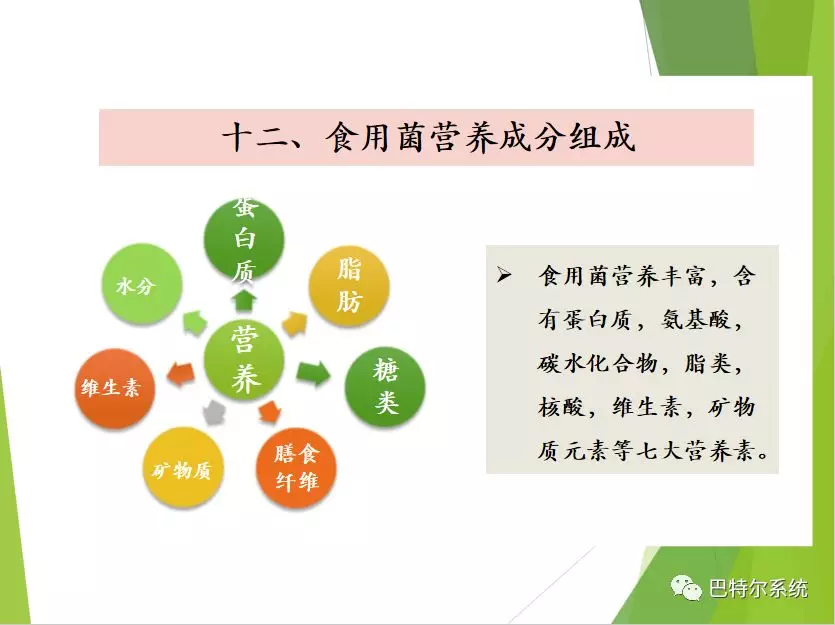 十二、食用菌营养成分组成
蛋
白
质
脂
肪
水分
营
养
糖
类
维生素
膳食
纤维
矿物质
食用菌营养丰富，含
有蛋白质，氨基酸，
碳水化合物，脂类，
核酸，维生素，矿物
质元素等七大营养素。
巴特尔系统